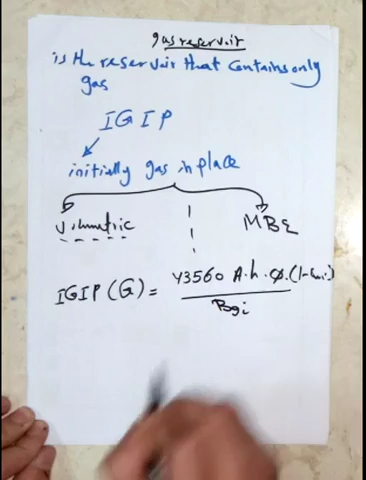 gas reservoir
is the reservoir that contains only
gas
IGIP
initially gas in place
volumetric MBE
IGIP (G) = 43560 A.h.Ø.(1-Swi)
Bgi